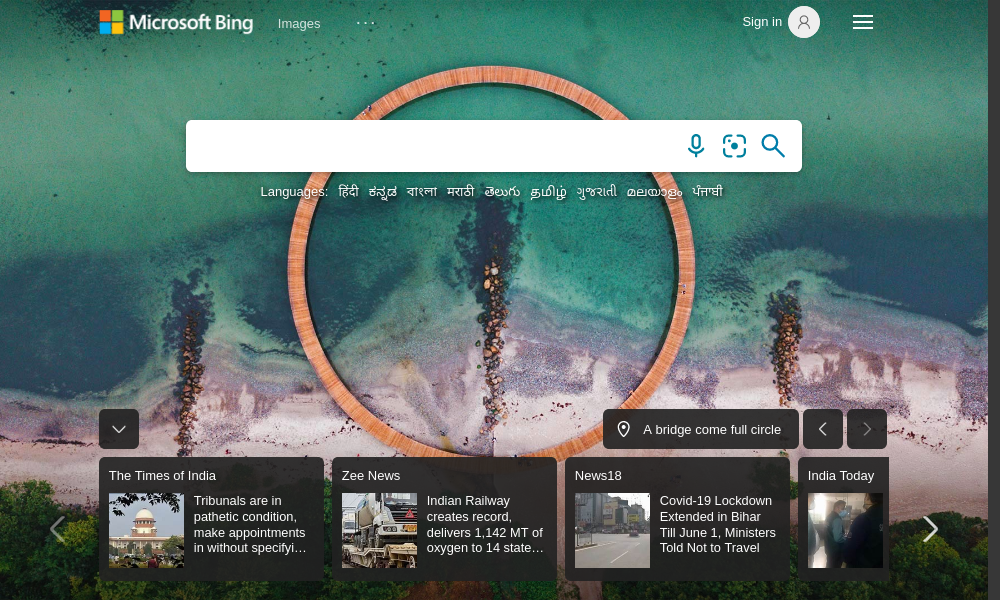 Microsoft Bing
Images
Sign in
Languages: हिंदी ಕನ್ನಡ বাংলা मराठी తెలుగు தமிழ் ગુજરાતી മലയാളം ਪੰਜਾਬੀ
A bridge come full circle
The Times of India
Tribunals are in
pathetic condition,
make appointments
in without specifyi…
Zee News
Indian Railway
creates record,
delivers 1,142 MT of
oxygen to 14 state…
News18
Covid-19 Lockdown
Extended in Bihar
Till June 1, Ministers
Told Not to Travel
India Today